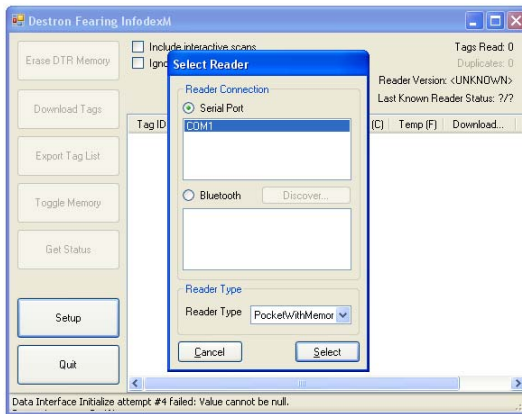 Destron Fearing InfodexM
Erase DTR Memory
Download Tags
Export Tag List
Toggle Memory
Get Status
Setup
Quit
Include interactive scans
Tags Read: 0
Duplicates: 0
Reader Version: <UNKNOWN>
Last Known Reader Status: ?/?
Tag ID
(C) Temp (F) Download...
Select Reader
Reader Connection
Serial Port
COM1
Bluetooth
Discover...
Reader Type
Reader Type PocketWithMemor
Cancel
Select
Data Interface Initialize attempt #4 failed: Value cannot be null.